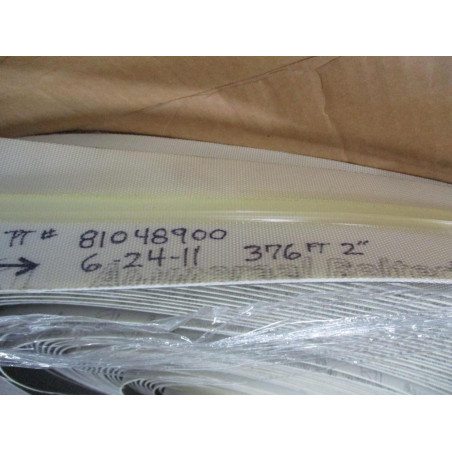 PT # 81048900
→ 6-24-11 376 FT 2"